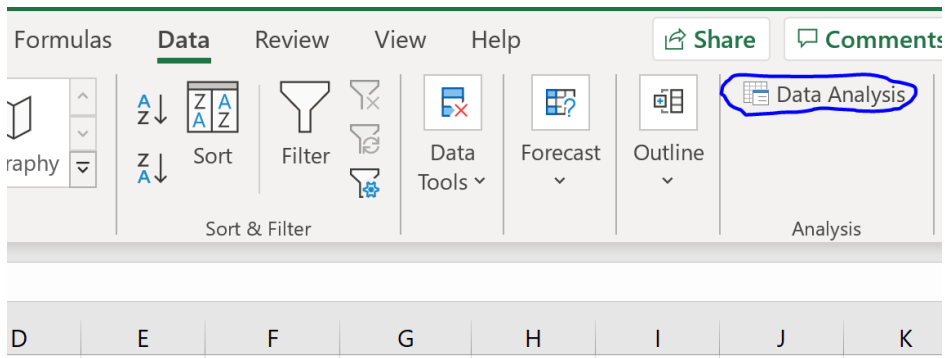 Formulas Data Review View Help Share Comments
A Z Z A A Z Data Analysis
raphy Z A Sort Filter Data Tools Forecast Outline
Sort & Filter Analysis
D E F G H I J K